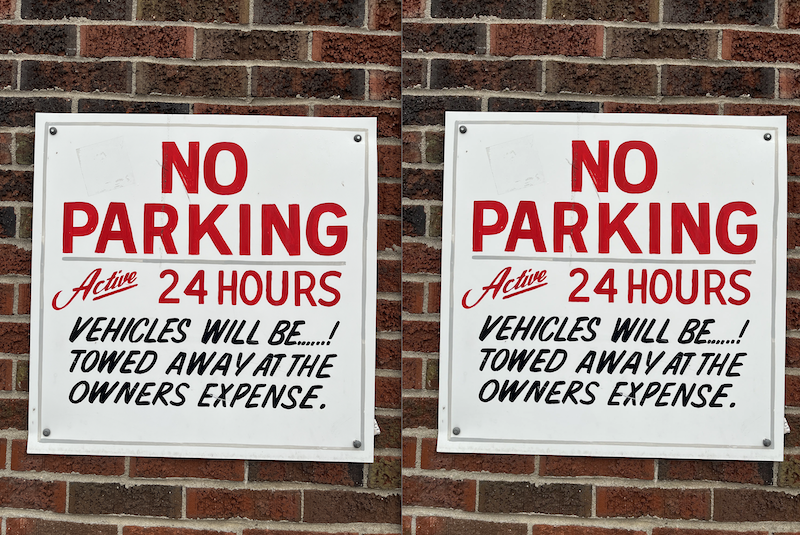 NO
PARKING
Active 24 HOURS
VEHICLES WILL BE......!
TOWED AWAY AT THE
OWNERS EXPENSE.
NO
PARKING
Active 24 HOURS
VEHICLES WILL BE......!
TOWED AWAY AT THE
OWNERS EXPENSE.